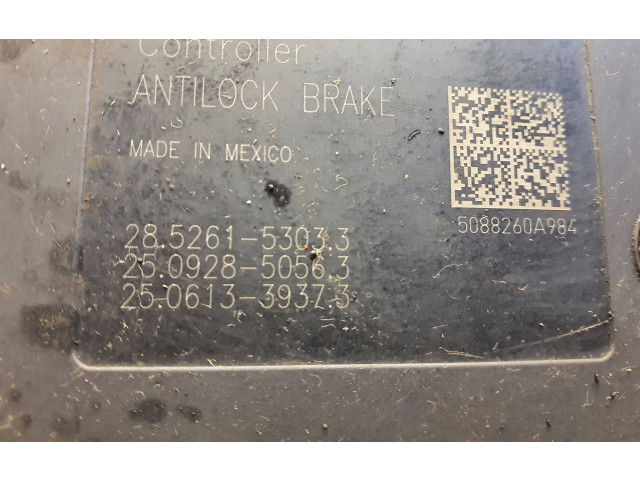 Controller
ANTILOCK BRAKE
MADE IN MEXICO
5088260A984
28.5261-5303.3
25.0928-5056.3
25.0613-3937.3